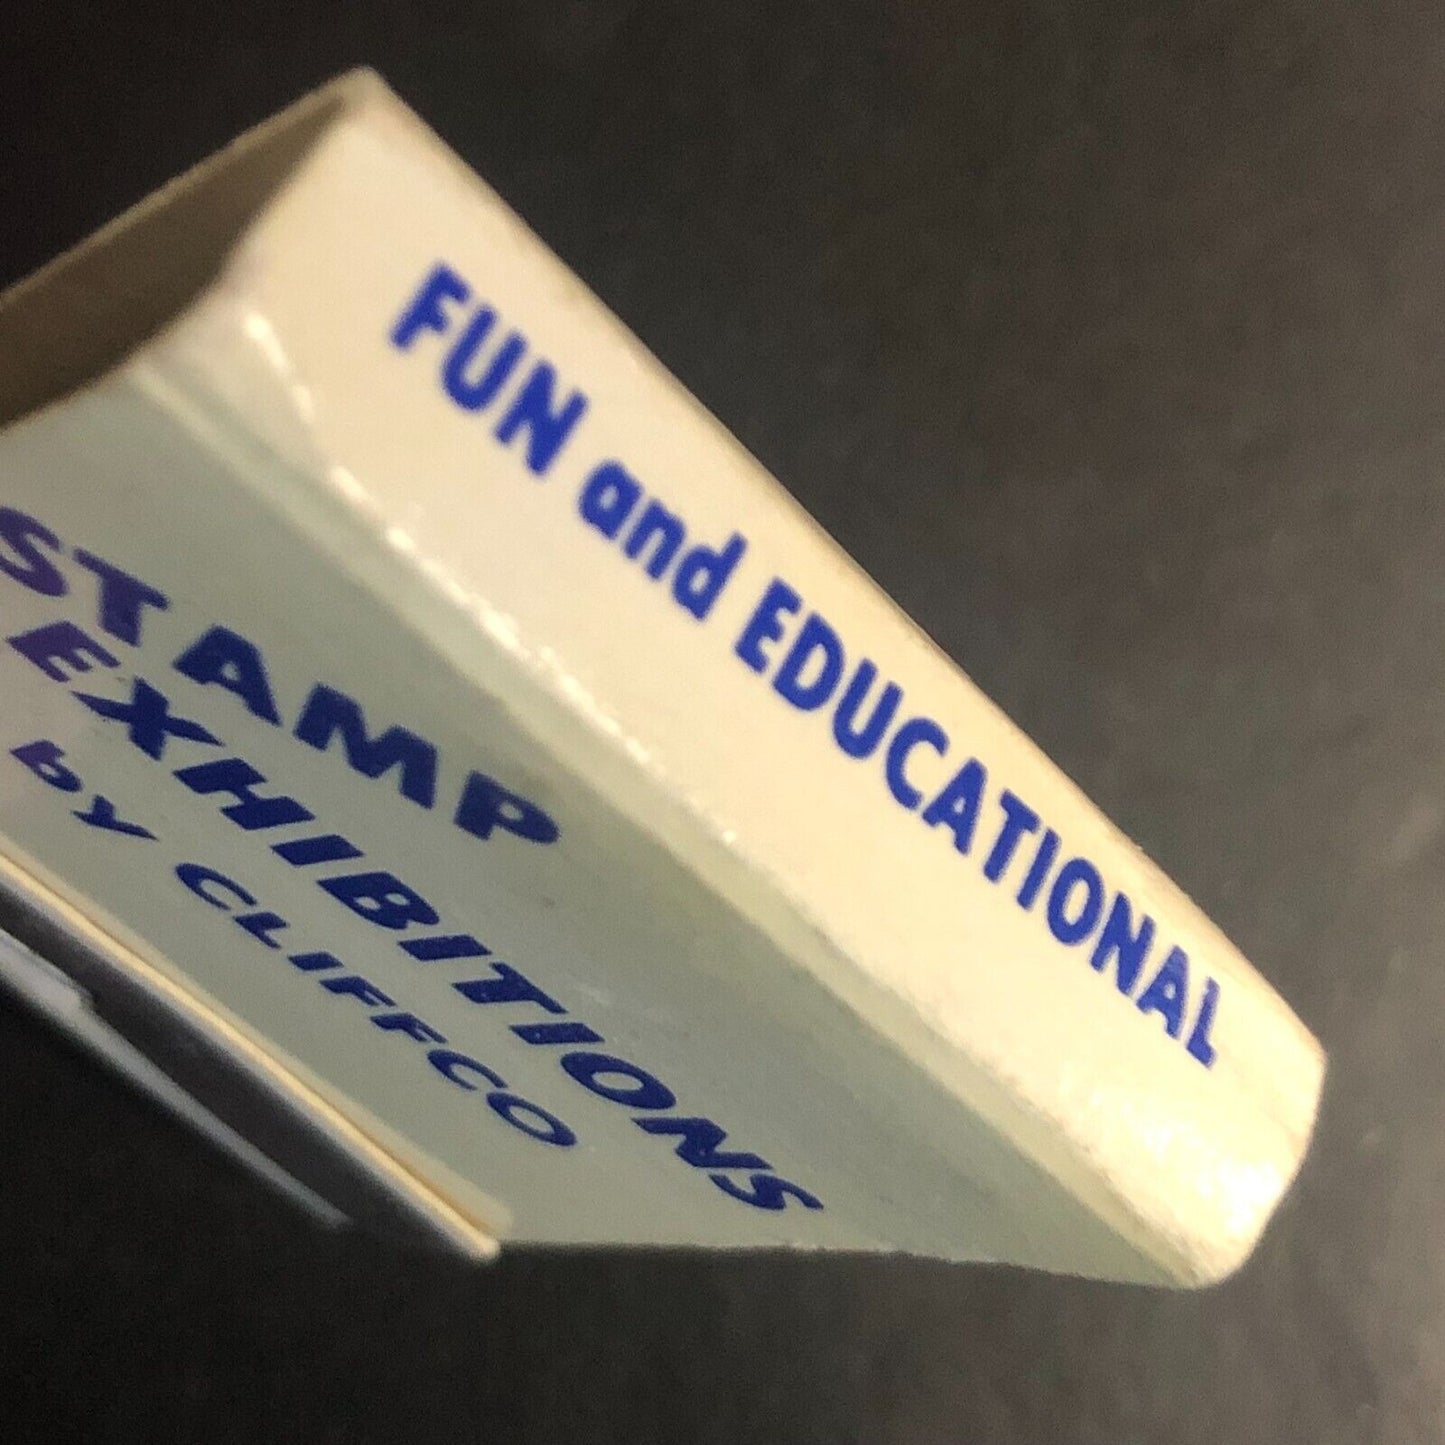 FUN and EDUCATIONAL
STAMP
EXHIBITIONS
by CLIFFCO